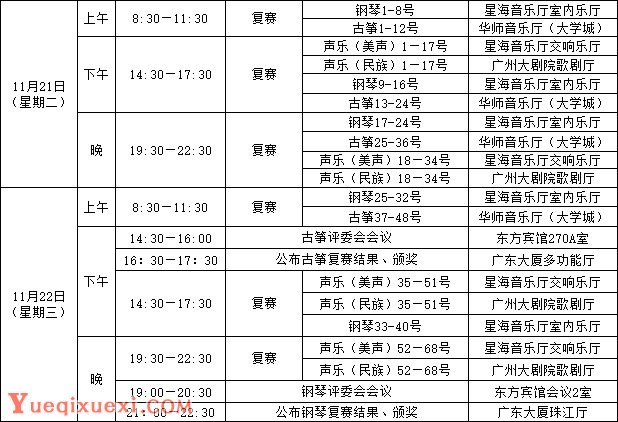 11月21日
（星期二）
上午 8:30—11:30 复赛 钢琴1-8号 星海音乐厅室内乐厅
古筝1-12号 华师音乐厅（大学城）
下午 14:30—17:30 复赛 声乐（美声）1—17号 星海音乐厅交响乐厅
声乐（民族）1—17号 广州大剧院歌剧厅
钢琴9-16号 星海音乐厅室内乐厅
古筝13-24号 华师音乐厅（大学城）
晚 19:30—22:30 复赛 钢琴17-24号 星海音乐厅室内乐厅
古筝25-36号 华师音乐厅（大学城）
声乐（美声）18—34号 星海音乐厅交响乐厅
声乐（民族）18—34号 广州大剧院歌剧厅
11月22日
（星期三）
上午 8:30—11:30 复赛 钢琴25-32号 星海音乐厅室内乐厅
古筝37-48号 华师音乐厅（大学城）
下午 14:30—16:00 古筝评委会会议 东方宾馆270A室
16：30—17：30 公布古筝复赛结果、颁奖 广东大厦多功能厅
14:30—17:30 复赛 声乐（美声）35—51号 星海音乐厅交响乐厅
声乐（民族）35—51号 广州大剧院歌剧厅
钢琴33-40号 星海音乐厅室内乐厅
晚 19:30—22:30 复赛 声乐（美声）52—68号 星海音乐厅交响乐厅
声乐（民族）52—68号 广州大剧院歌剧厅
19:00—20:30 钢琴评委会会议 东方宾馆会议2室
21:00—22:30 公布钢琴复赛结果、颁奖 广东大厦珠江厅
Yueqixuexi.com